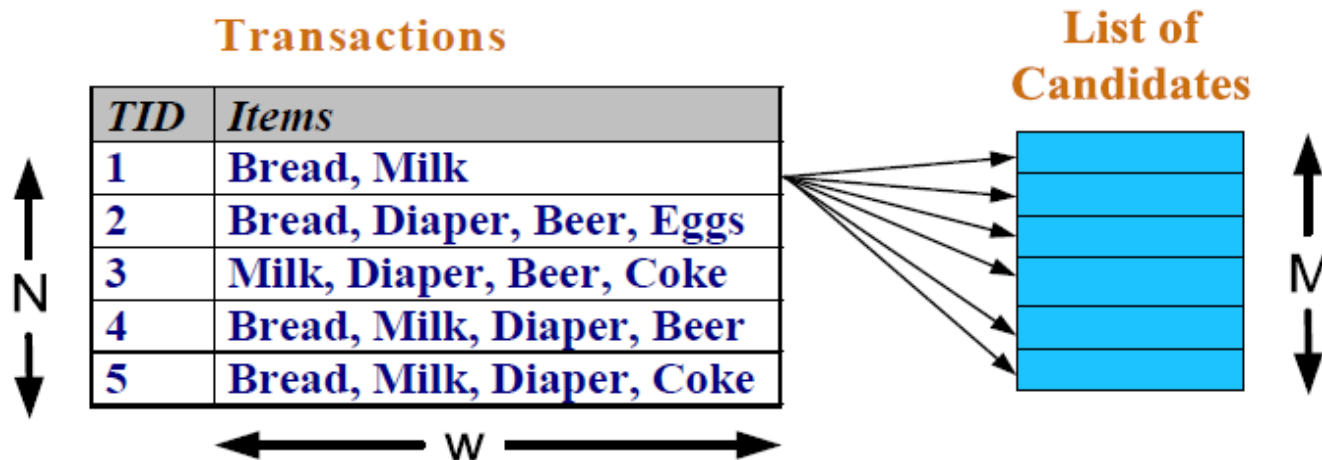 Transactions
List of
Candidates
TID Items
1 Bread, Milk
2 Bread, Diaper, Beer, Eggs
3 Milk, Diaper, Beer, Coke
4 Bread, Milk, Diaper, Beer
5 Bread, Milk, Diaper, Coke
N
M
w